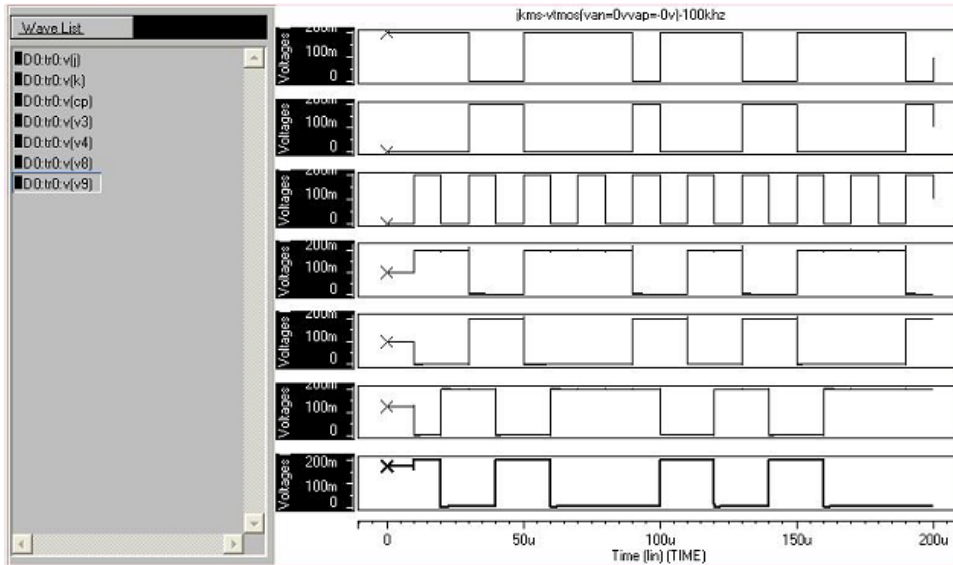 Wave List
D0:tr0:v(j)
D0:tr0:v(k)
D0:tr0:v(cp)
D0:tr0:v(v3)
D0:tr0:v(v4)
D0:tr0:v(v8)
D0:tr0:v(v9)
jkms-vtmos(van=0vvap=-0v)-100khz
Voltages
200m
100m
0
Voltages
200m
100m
0
Voltages
200m
100m
0
Voltages
200m
100m
0
Voltages
200m
100m
0
Voltages
200m
100m
0
Voltages
200m
100m
0
0 50u 100u 150u 200u
Time (lin) (TIME)